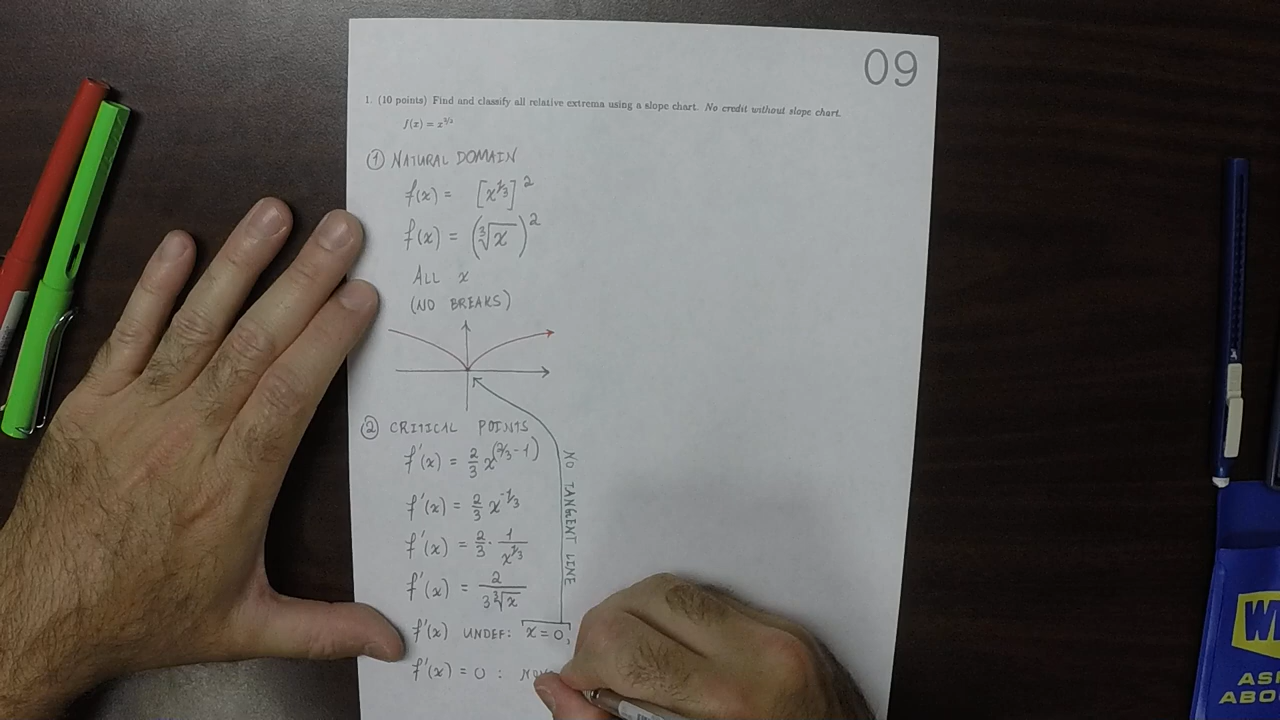 09
1. (10 points) Find and classify all relative extrema using a slope chart. No credit without slope chart.
f(x) = x^{2/3}
① NATURAL DOMAIN
f(x) = [x^{1/3}]^2
f(x) = (∛x)^2
ALL x
(NO BREAKS)
② CRITICAL POINTS
f'(x) = 2/3 x^{(2/3 - 1)}
f'(x) = 2/3 x^{-1/3}
f'(x) = 2/3 · 1/x^{1/3}
f'(x) = 2/(3∛x)
f'(x) UNDEF: x = 0,
f'(x) = 0 :
NO TANGENT LINE